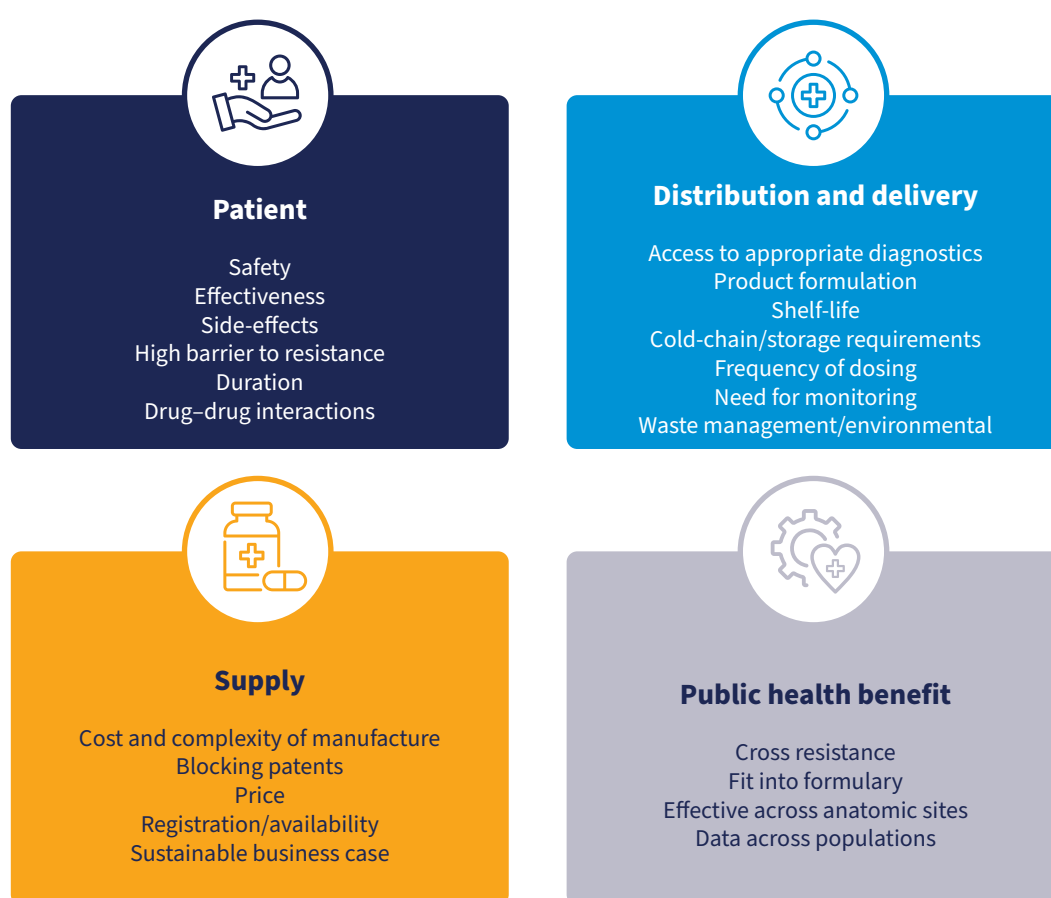 Patient
Safety
Effectiveness
Side-effects
High barrier to resistance
Duration
Drug–drug interactions
Distribution and delivery
Access to appropriate diagnostics
Product formulation
Shelf-life
Cold-chain/storage requirements
Frequency of dosing
Need for monitoring
Waste management/environmental
Supply
Cost and complexity of manufacture
Blocking patents
Price
Registration/availability
Sustainable business case
Public health benefit
Cross resistance
Fit into formulary
Effective across anatomic sites
Data across populations